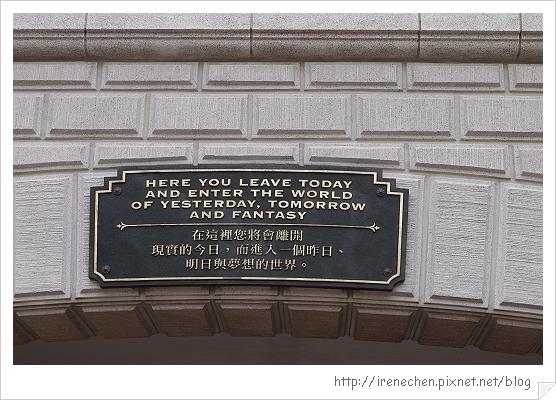 HERE YOU LEAVE TODAY
AND ENTER THE WORLD
OF YESTERDAY, TOMORROW
AND FANTASY
在這裡您將會離開
現實的今日，而進入一個昨日、
明日與夢想的世界。
http://irenechen.pixnet.net/blog